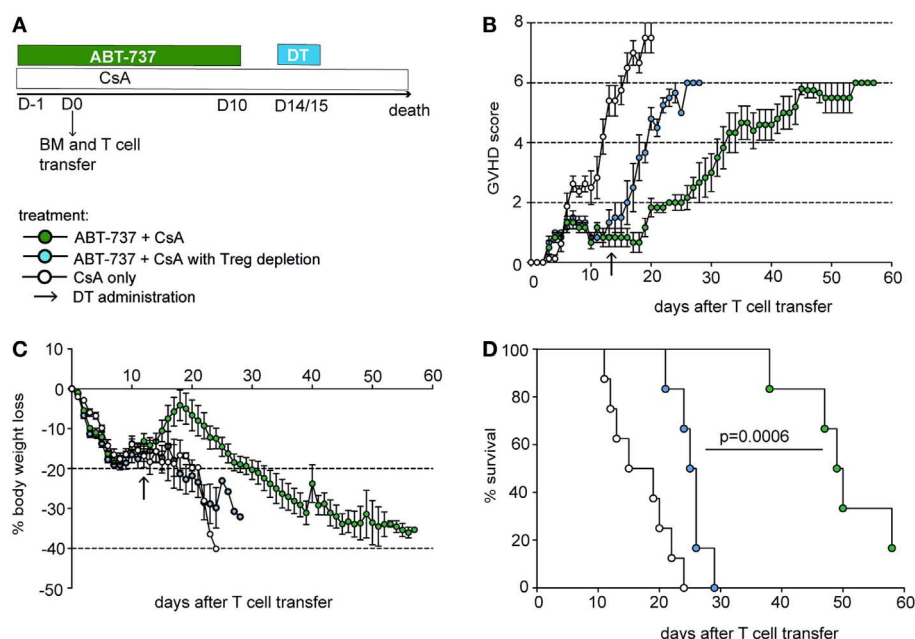 A
ABT-737
DT
CsA
D-1 D0 D10 D14/15 death
BM and T cell
transfer
treatment:
ABT-737 + CsA
ABT-737 + CsA with Treg depletion
CsA only
DT administration
B
8
6
4
2
0
GVHD score
0 10 20 30 40 50 60
days after T cell transfer
C
10
0
-10
-20
-30
-40
-50
% body weight loss
10 20 30 40 50 60
days after T cell transfer
D
100
80
60
40
20
0
% survival
p=0.0006
0 10 20 30 40 50 60
days after T cell transfer